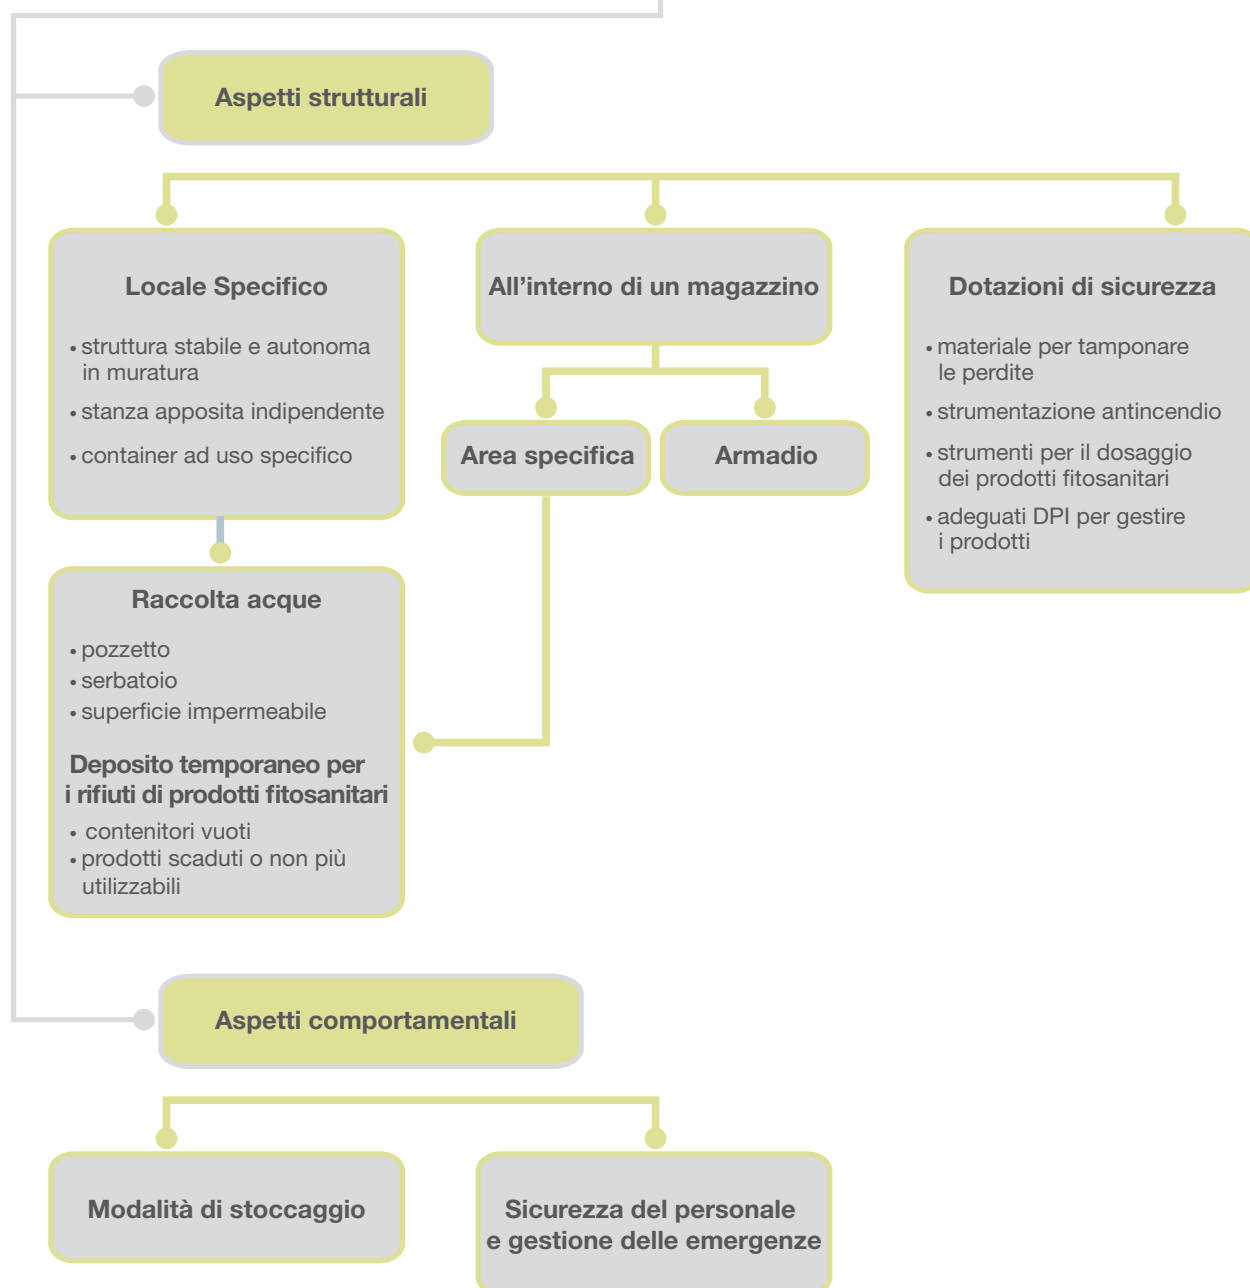 Aspetti strutturali
Locale Specifico
• struttura stabile e autonoma
in muratura
• stanza apposita indipendente
• container ad uso specifico
All’interno di un magazzino
Area specifica
Armadio
Dotazioni di sicurezza
• materiale per tamponare
le perdite
• strumentazione antincendio
• strumenti per il dosaggio
dei prodotti fitosanitari
• adeguati DPI per gestire
i prodotti
Raccolta acque
• pozzetto
• serbatoio
• superficie impermeabile
Deposito temporaneo per
i rifiuti di prodotti fitosanitari
• contenitori vuoti
• prodotti scaduti o non più
utilizzabili
Aspetti comportamentali
Modalità di stoccaggio
Sicurezza del personale
e gestione delle emergenze